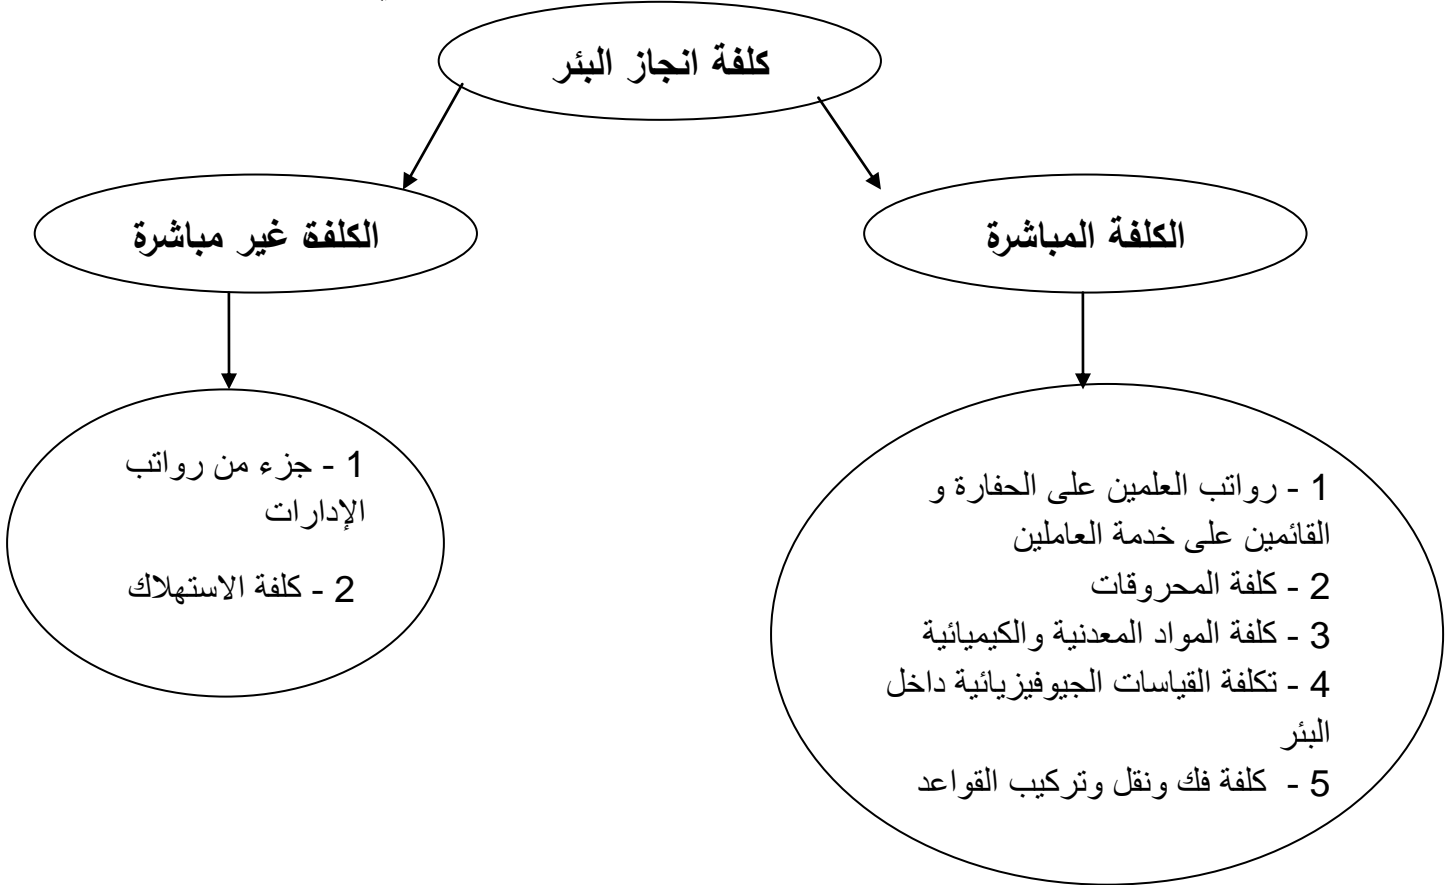 كلفة انجاز البئر
الكلفة المباشرة
الكلفة غير مباشرة
1 - رواتب العلمين على الحفارة و
القائمين على خدمة العاملين
2 - كلفة المحروقات
3 - كلفة المواد المعدنية والكيميائية
4 - تكلفة القياسات الجيوفيزيائية داخل
البئر
5 - كلفة فك ونقل وتركيب القواعد
1 - جزء من رواتب
الإدارات
2 - كلفة الاستهلاك